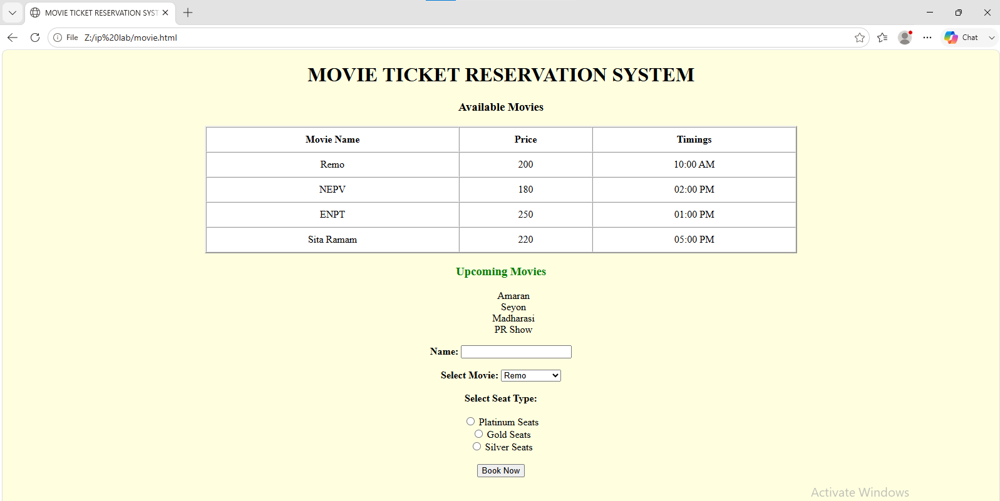 MOVIE TICKET RESERVATION SYST
File Z:/ip%20lab/movie.html
Chat
MOVIE TICKET RESERVATION SYSTEM
Available Movies
Movie Name Price Timings
Remo 200 10:00 AM
NEPV 180 02:00 PM
ENPT 250 01:00 PM
Sita Ramam 220 05:00 PM
Upcoming Movies
Amaran
Seyon
Madharasi
PR Show
Name:
Select Movie: Remo
Select Seat Type:
Platinum Seats
Gold Seats
Silver Seats
Book Now
Activate Windows